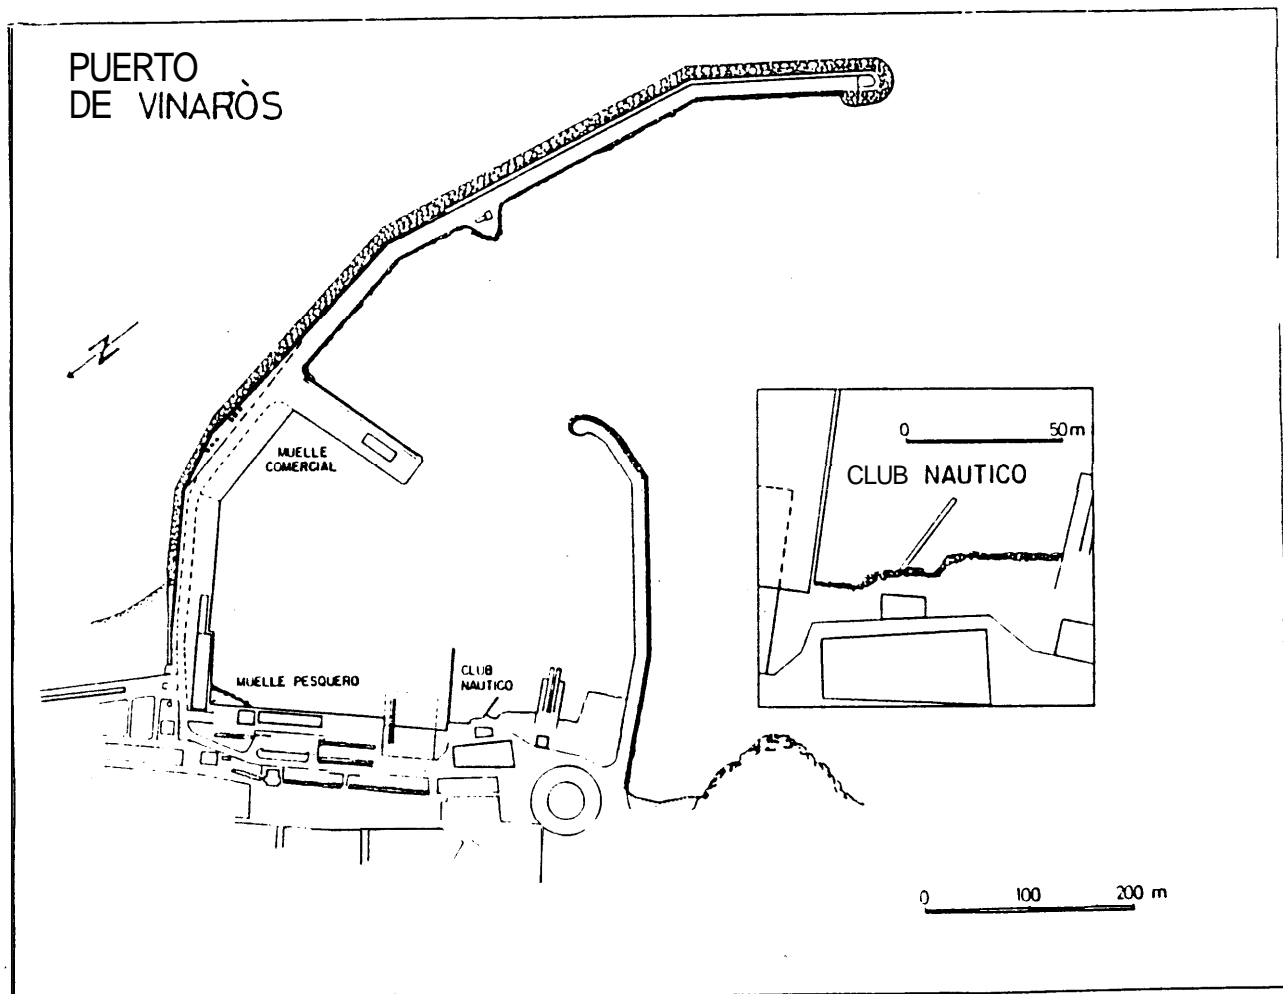 PUERTO
DE VINARÒS
N
MUELLE
COMERCIAL
0 50m
CLUB NAUTICO
MUELLE PESQUERO
CLUB
NAUTICO
0 100 200 m